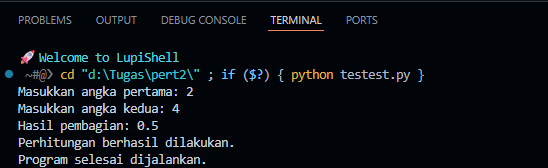 PROBLEMS OUTPUT DEBUG CONSOLE TERMINAL PORTS
🚀 Welcome to LupiShell
~#@❯ cd "d:\Tugas\pert2\" ; if ($?) { python testest.py }
Masukkan angka pertama: 2
Masukkan angka kedua: 4
Hasil pembagian: 0.5
Perhitungan berhasil dilakukan.
Program selesai dijalankan.